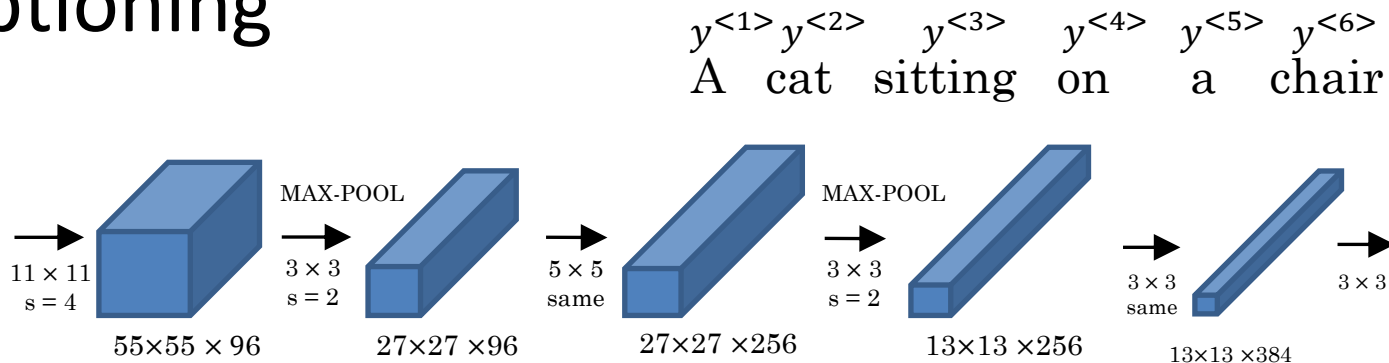 y<1> y<2> y<3> y<4> y<5> y<6>
A cat sitting on a chair
MAX-POOL MAX-POOL
11 × 11 3 × 3 5 × 5 3 × 3 3 × 3 3 × 3
s = 4 s = 2 same s = 2 same
55×55 × 96 27×27 ×96 27×27 ×256 13×13 ×256 13×13 ×384